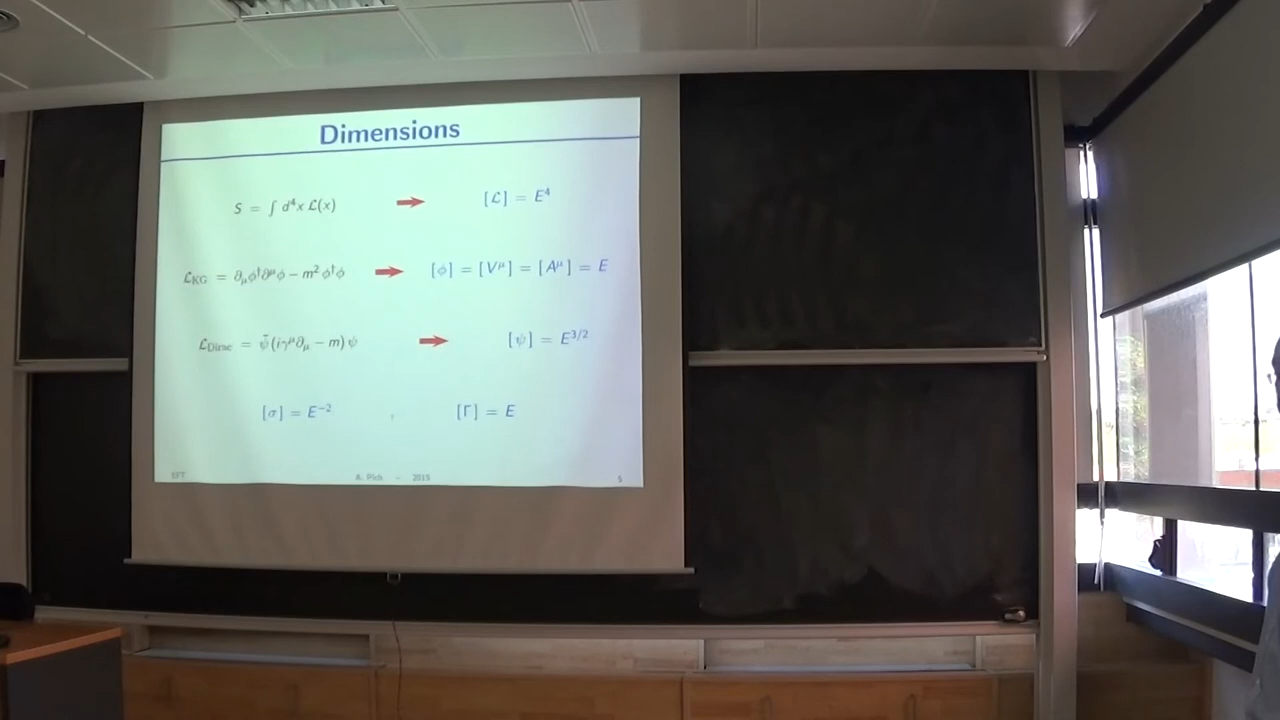 Dimensions
S = ∫ d⁴x ℒ(x) ➡ [ℒ] = E⁴
ℒ_KG = ∂_μϕ†∂^μϕ − m²ϕ†ϕ ➡ [ϕ] = [V^μ] = [A^μ] = E
ℒ_Dirac = ψ̄(iγ^μ∂_μ − m)ψ ➡ [ψ] = E^{3/2}
[σ] = E⁻² , [Γ] = E
EFT A. Pich – 2015 5